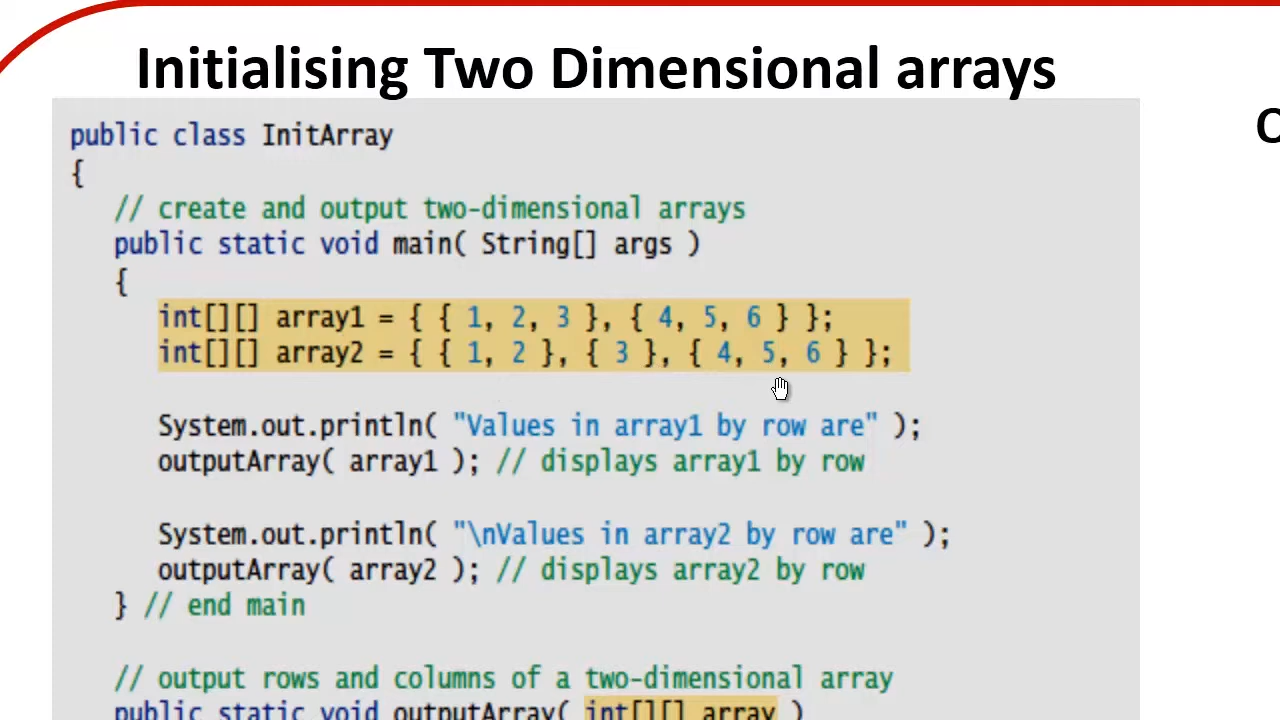 Initialising Two Dimensional arrays
public class InitArray
{
// create and output two-dimensional arrays
public static void main( String[] args )
{
int[][] array1 = { { 1, 2, 3 }, { 4, 5, 6 } };
int[][] array2 = { { 1, 2 }, { 3 }, { 4, 5, 6 } };
System.out.println( "Values in array1 by row are" );
outputArray( array1 ); // displays array1 by row
System.out.println( "\nValues in array2 by row are" );
outputArray( array2 ); // displays array2 by row
} // end main
// output rows and columns of a two-dimensional array
public static void outputArray( int[][] array )